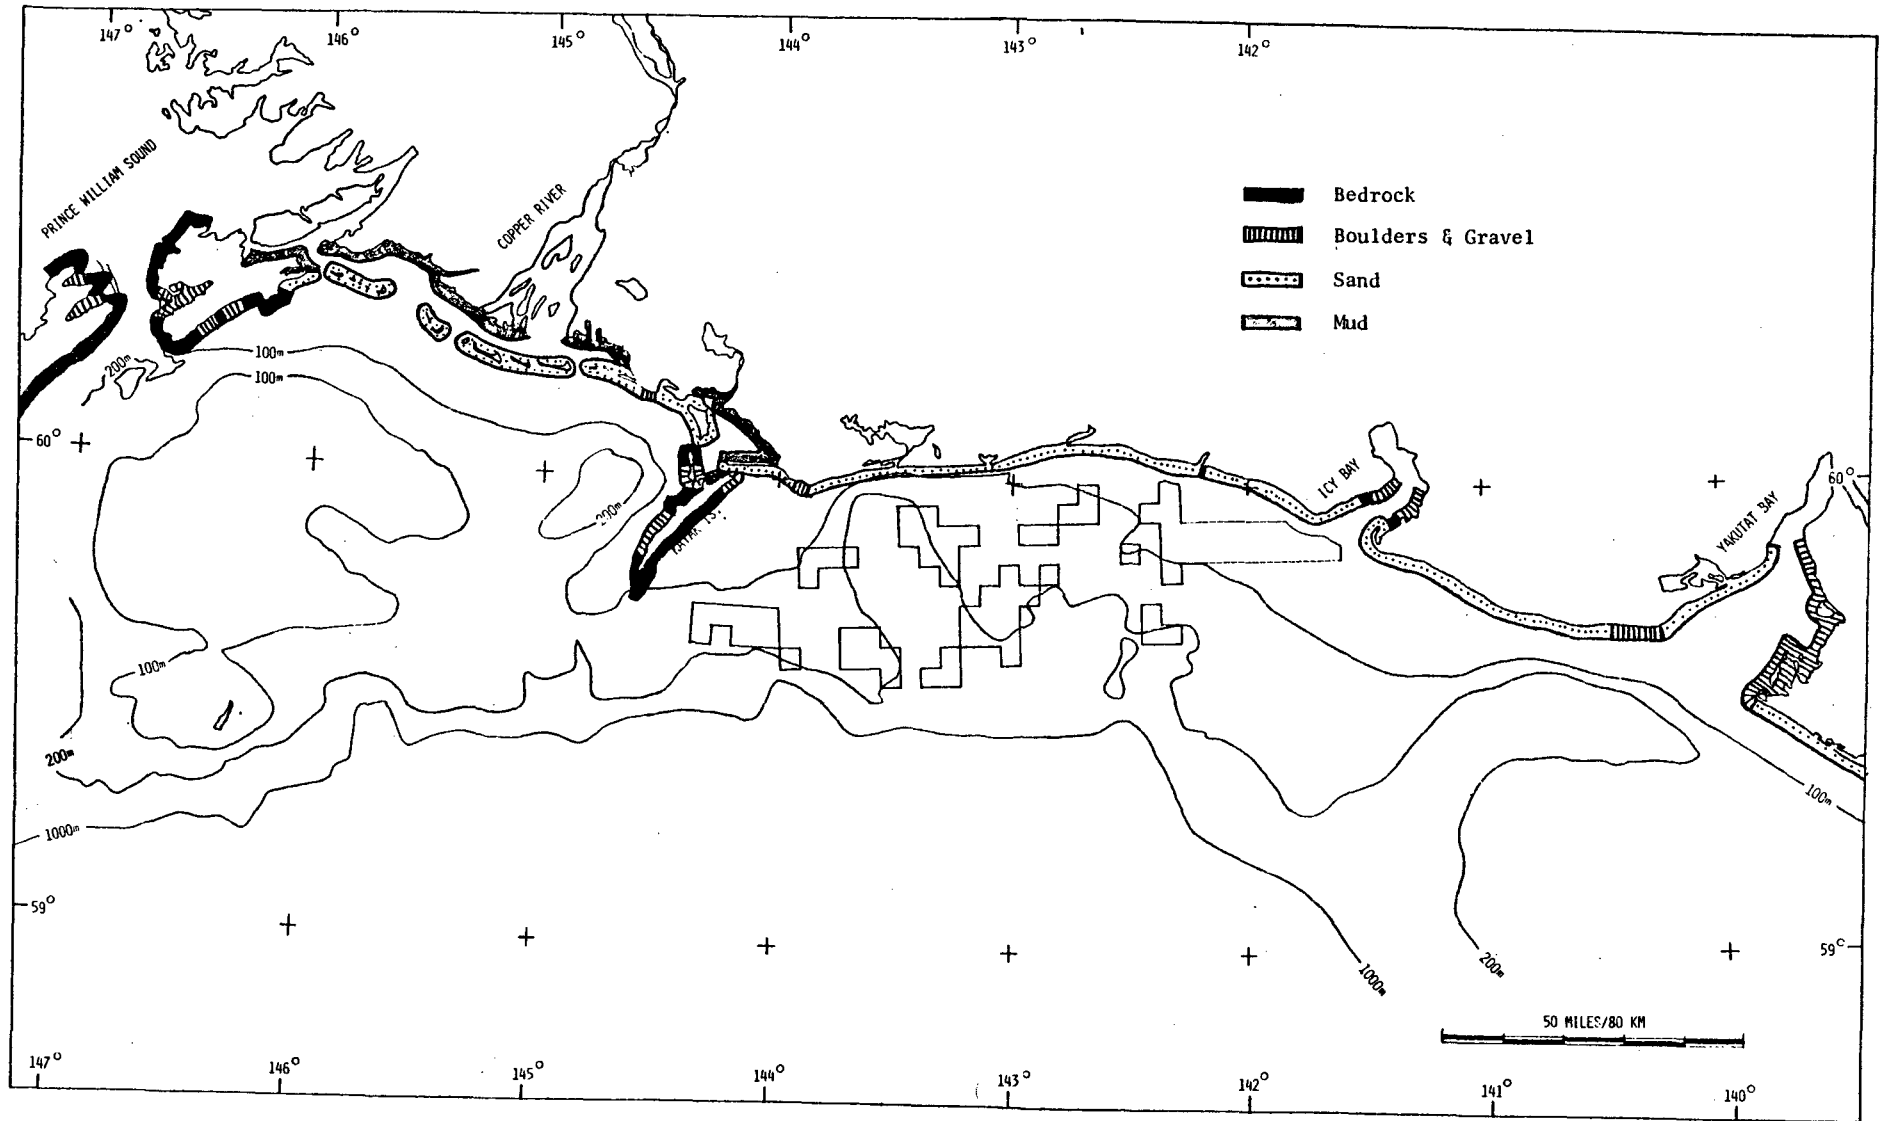 147° 146° 145° 144° 143° 142°
PRINCE WILLIAM SOUND
COPPER RIVER
Bedrock
Boulders & Gravel
Sand
Mud
200m
100m
100m
60°
200m
IS.
ICY BAY
YAKUTAT BAY
60°
100m
200m
1000m
100m
59°
59°
1000m
200m
50 MILES/80 KM
147° 146° 145° 144° 143° 142° 141° 140°